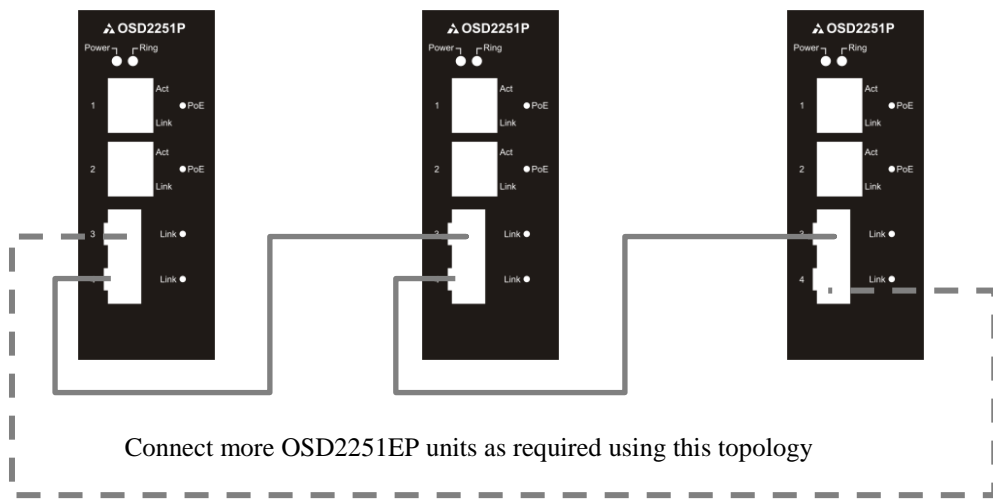 OSD2251P
Power Ring
Act
1 PoE
Link
Act
2 PoE
Link
3 Link
Link
OSD2251P
Power Ring
Act
1 PoE
Link
Act
2 PoE
Link
Link
Link
OSD2251P
Power Ring
Act
1 PoE
Link
Act
2 PoE
Link
Link
4 Link
Connect more OSD2251EP units as required using this topology